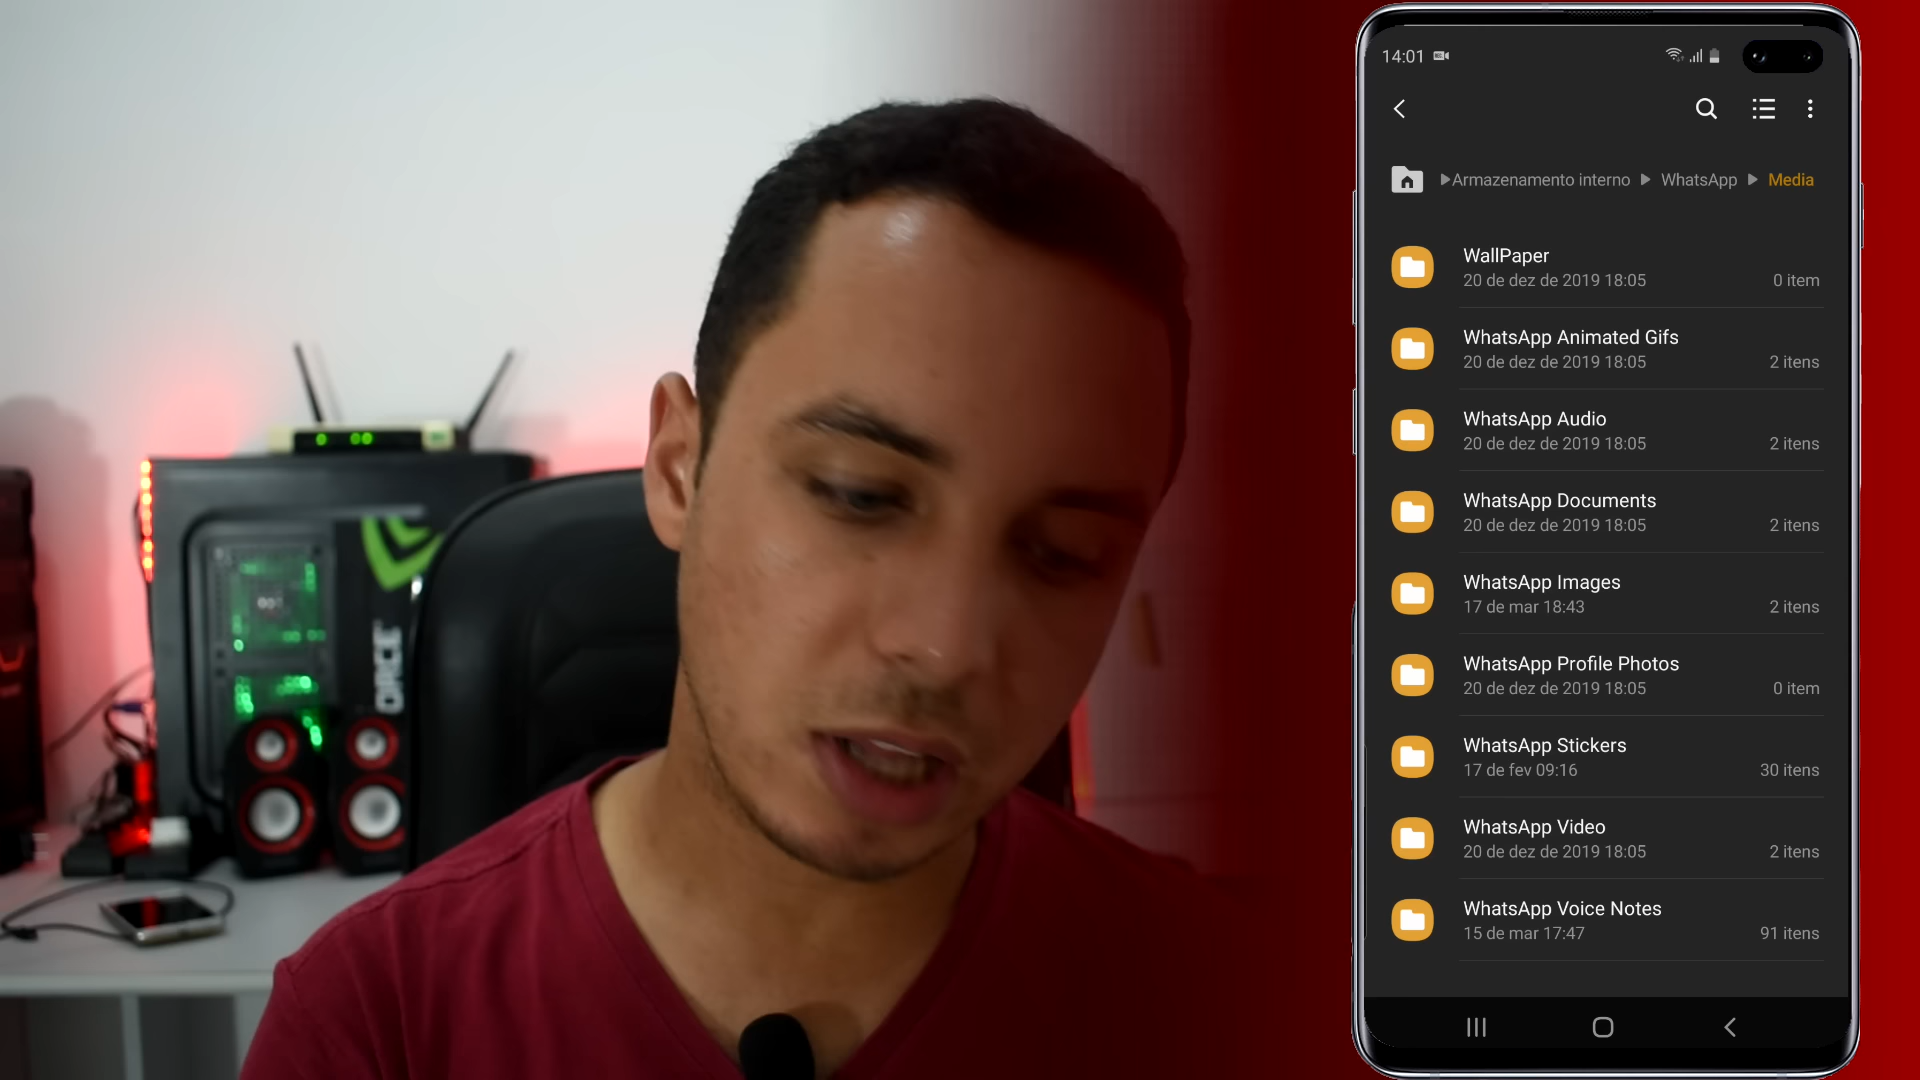 14:01
Armazenamento interno WhatsApp Media
WallPaper
20 de dez de 2019 18:05 0 item
WhatsApp Animated Gifs
20 de dez de 2019 18:05 2 itens
WhatsApp Audio
20 de dez de 2019 18:05 2 itens
WhatsApp Documents
20 de dez de 2019 18:05 2 itens
WhatsApp Images
17 de mar 18:43 2 itens
WhatsApp Profile Photos
20 de dez de 2019 18:05 0 item
WhatsApp Stickers
17 de fev 09:16 30 itens
WhatsApp Video
20 de dez de 2019 18:05 2 itens
WhatsApp Voice Notes
15 de mar 17:47 91 itens